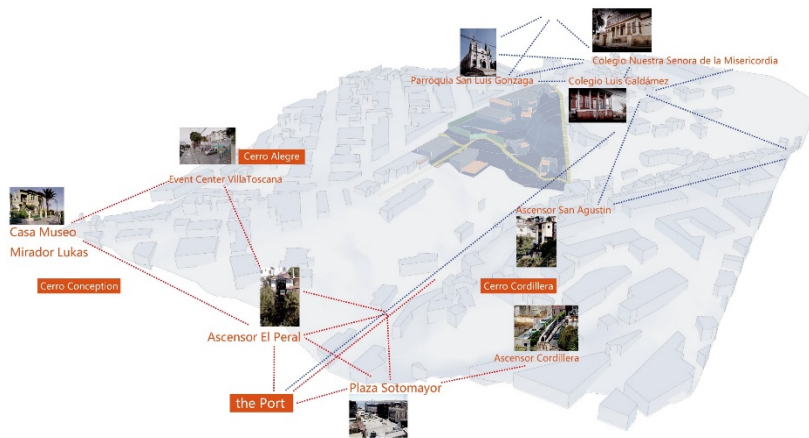 Colegio Nuestra Senora de la Misericordia
Parroquia San Luis Gonzaga
Colegio Luis Galdámez
Cerro Alegre
Event Center VillaToscana
Casa Museo
Mirador Lukas
Ascensor San Agustin
Cerro Conception
Cerro Cordillera
Ascensor El Peral
Ascensor Cordillera
Plaza Sotomayor
the Port